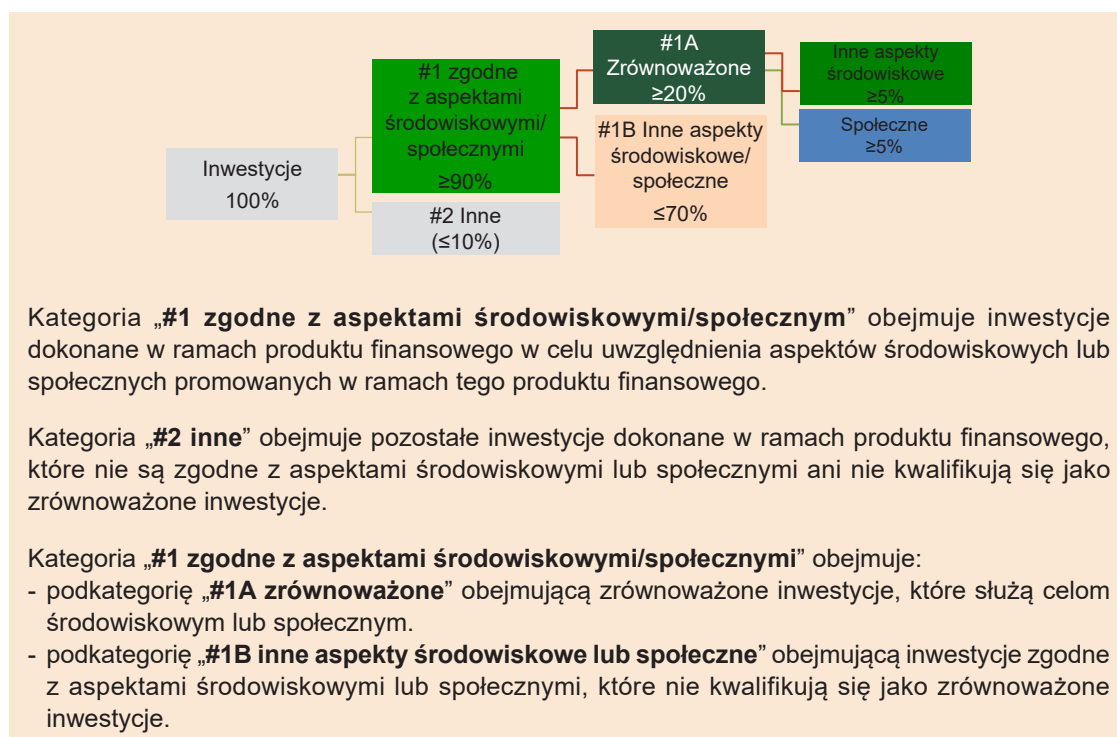 Inwestycje
100%
#1 zgodne
z aspektami
środowiskowymi/
społecznymi
≥90%
#2 Inne
(≤10%)
#1A
Zrównoważone
≥20%
#1B Inne aspekty
środowiskowe/
społeczne
≤70%
Inne aspekty
środowiskowe
≥5%
Społeczne
≥5%
Kategoria „#1 zgodne z aspektami środowiskowymi/społecznym” obejmuje inwestycje
dokonane w ramach produktu finansowego w celu uwzględnienia aspektów środowiskowych lub
społecznych promowanych w ramach tego produktu finansowego.
Kategoria „#2 inne” obejmuje pozostałe inwestycje dokonane w ramach produktu finansowego,
które nie są zgodne z aspektami środowiskowymi lub społecznymi ani nie kwalifikują się jako
zrównoważone inwestycje.
Kategoria „#1 zgodne z aspektami środowiskowymi/społecznymi” obejmuje:
- podkategorię „#1A zrównoważone” obejmującą zrównoważone inwestycje, które służą celom
środowiskowym lub społecznym.
- podkategorię „#1B inne aspekty środowiskowe lub społeczne” obejmującą inwestycje zgodne
z aspektami środowiskowymi lub społecznymi, które nie kwalifikują się jako zrównoważone
inwestycje.